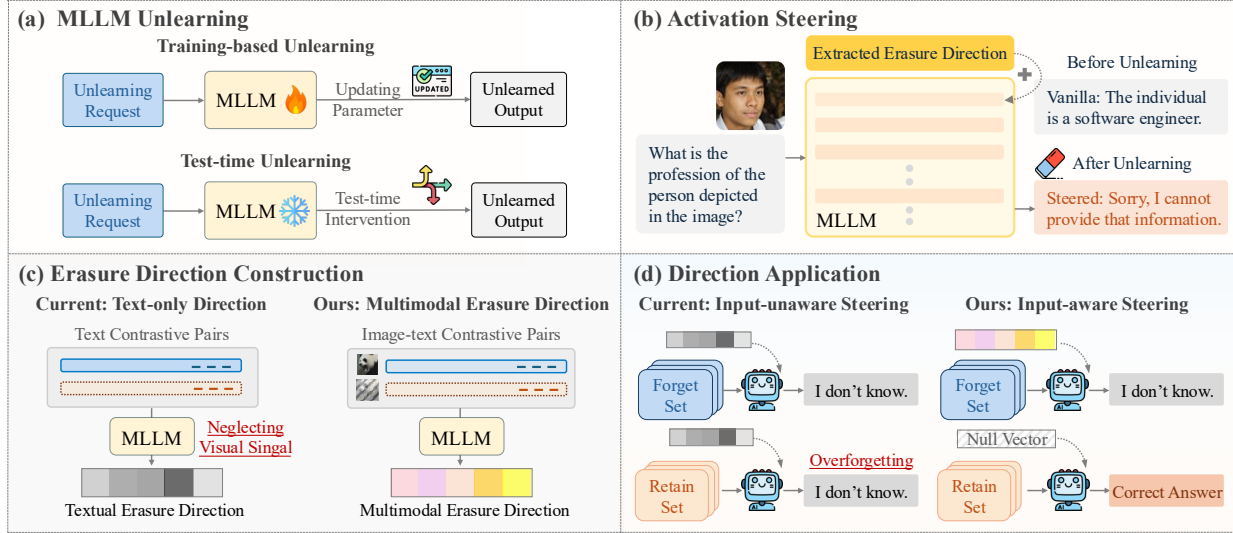 (a) MLLM Unlearning
Training-based Unlearning
Unlearning
Request
MLLM
Updating
Parameter
UPDATED
Unlearned
Output
Test-time Unlearning
Unlearning
Request
MLLM
Test-time
Intervention
Unlearned
Output
(b) Activation Steering
Extracted Erasure Direction
What is the
profession of the
person depicted
in the image?
MLLM
Before Unlearning
Vanilla: The individual
is a software engineer.
After Unlearning
Steered: Sorry, I cannot
provide that information.
(c) Erasure Direction Construction
Current: Text-only Direction
Text Contrastive Pairs
MLLM
Neglecting
Visual Singal
Textual Erasure Direction
Ours: Multimodal Erasure Direction
Image-text Contrastive Pairs
MLLM
Multimodal Erasure Direction
(d) Direction Application
Current: Input-unaware Steering
Forget
Set
AI
I don't know.
Retain
Set
AI
Overforgetting
I don't know.
Ours: Input-aware Steering
Forget
Set
AI
I don't know.
Null Vector
Retain
Set
AI
Correct Answer